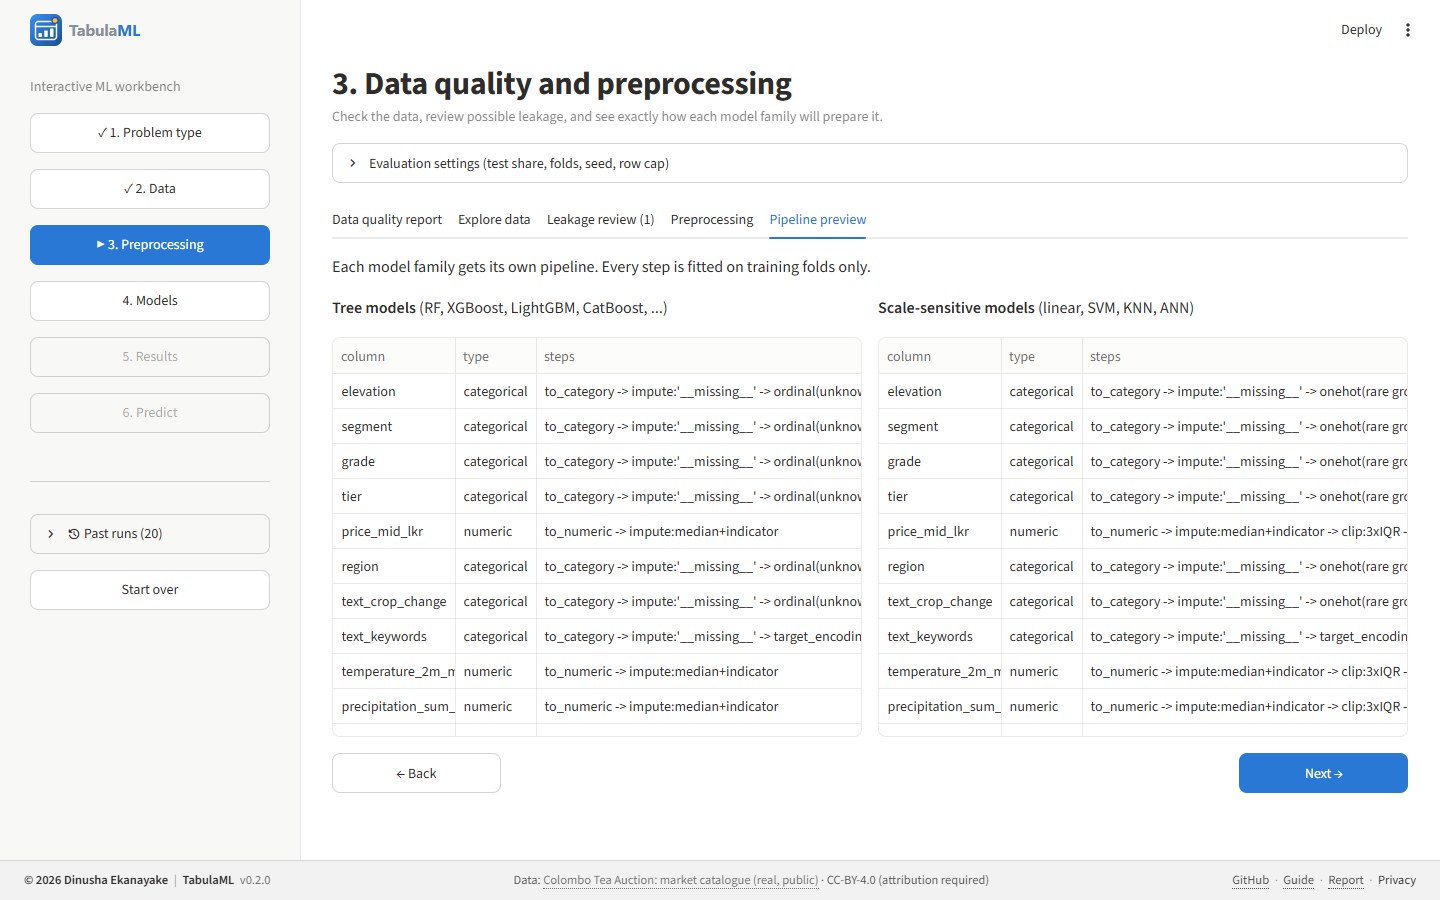 TabulaML
Deploy
Interactive ML workbench
✓ 1. Problem type
✓ 2. Data
▶ 3. Preprocessing
4. Models
5. Results
6. Predict
Past runs (20)
Start over
3. Data quality and preprocessing
Check the data, review possible leakage, and see exactly how each model family will prepare it.
Evaluation settings (test share, folds, seed, row cap)
Data quality report Explore data Leakage review (1) Preprocessing Pipeline preview
Each model family gets its own pipeline. Every step is fitted on training folds only.
Tree models (RF, XGBoost, LightGBM, CatBoost, ...)
column type steps
elevation categorical to_category -> impute:'__missing__' -> ordinal(unknow
segment categorical to_category -> impute:'__missing__' -> ordinal(unknow
grade categorical to_category -> impute:'__missing__' -> ordinal(unknow
tier categorical to_category -> impute:'__missing__' -> ordinal(unknow
price_mid_lkr numeric to_numeric -> impute:median+indicator
region categorical to_category -> impute:'__missing__' -> ordinal(unknow
text_crop_change categorical to_category -> impute:'__missing__' -> ordinal(unknow
text_keywords categorical to_category -> impute:'__missing__' -> target_encodin
temperature_2m_m numeric to_numeric -> impute:median+indicator
precipitation_sum_ numeric to_numeric -> impute:median+indicator
Scale-sensitive models (linear, SVM, KNN, ANN)
column type steps
elevation categorical to_category -> impute:'__missing__' -> onehot(rare gro
segment categorical to_category -> impute:'__missing__' -> onehot(rare gro
grade categorical to_category -> impute:'__missing__' -> onehot(rare gro
tier categorical to_category -> impute:'__missing__' -> onehot(rare gro
price_mid_lkr numeric to_numeric -> impute:median+indicator -> clip:3xIQR -
region categorical to_category -> impute:'__missing__' -> onehot(rare gro
text_crop_change categorical to_category -> impute:'__missing__' -> onehot(rare gro
text_keywords categorical to_category -> impute:'__missing__' -> target_encodin
temperature_2m_m numeric to_numeric -> impute:median+indicator -> clip:3xIQR -
precipitation_sum_ numeric to_numeric -> impute:median+indicator -> clip:3xIQR -
← Back
Next →
© 2026 Dinusha Ekanayake | TabulaML v0.2.0
Data: Colombo Tea Auction: market catalogue (real, public) · CC-BY-4.0 (attribution required)
GitHub · Guide · Report · Privacy